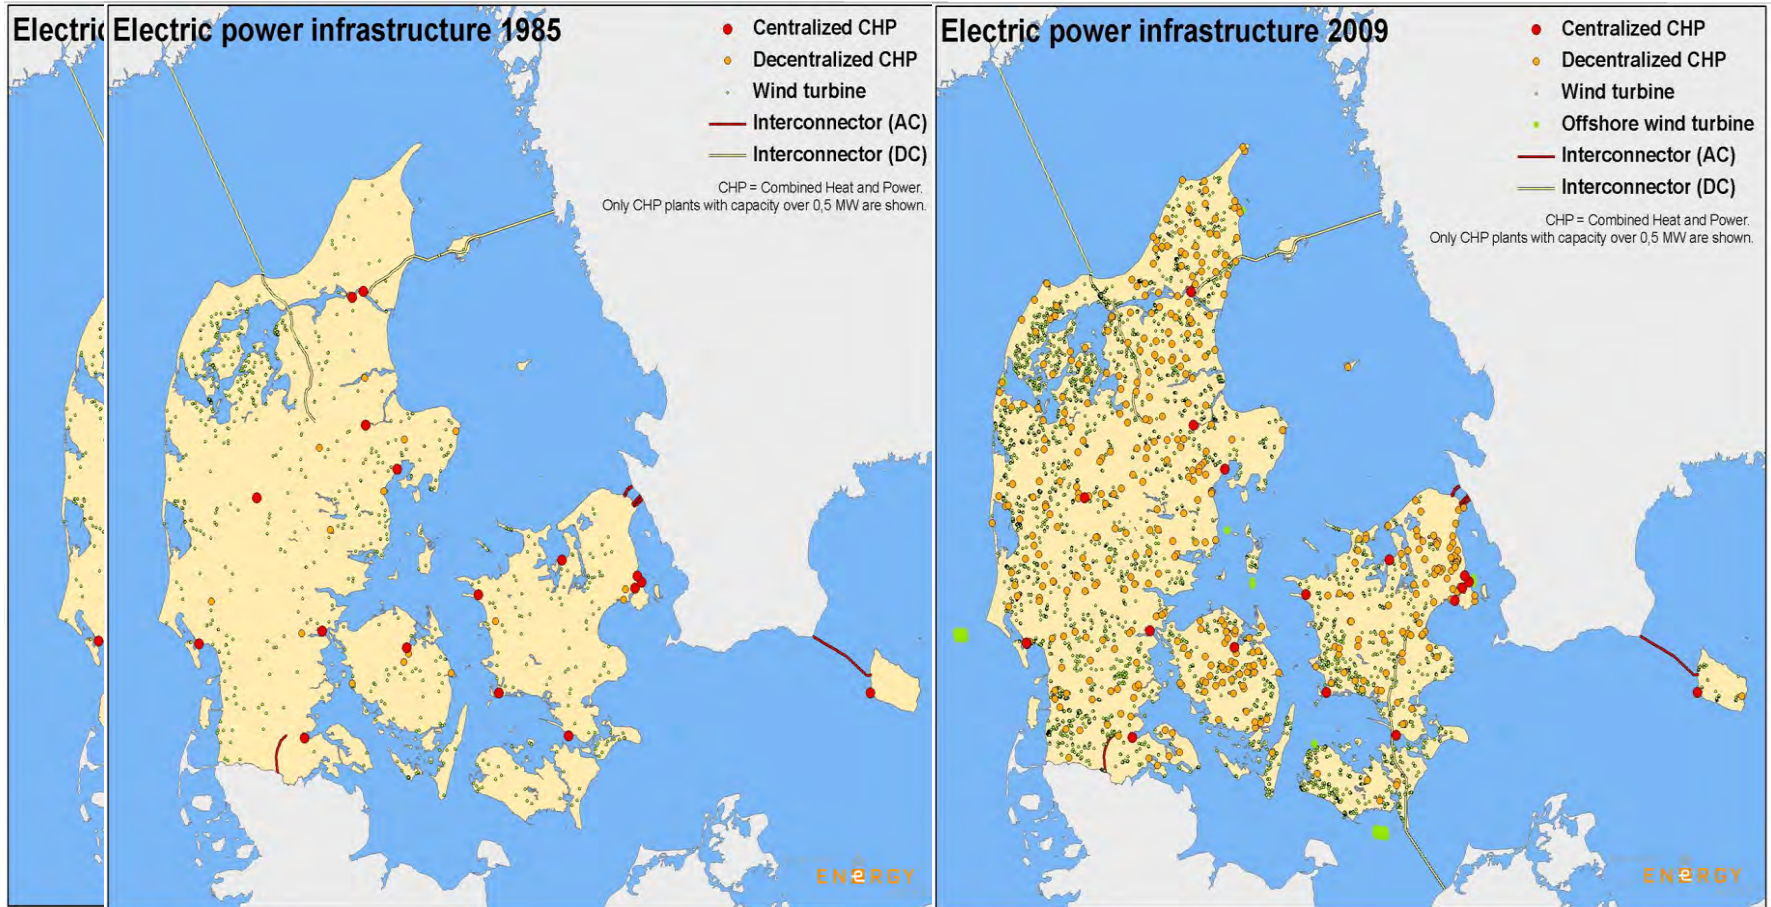 Electric
Electric power infrastructure 1985
Centralized CHP
Decentralized CHP
Wind turbine
Interconnector (AC)
Interconnector (DC)
CHP = Combined Heat and Power.
Only CHP plants with capacity over 0,5 MW are shown.
ENERGY
Electric power infrastructure 2009
Centralized CHP
Decentralized CHP
Wind turbine
Offshore wind turbine
Interconnector (AC)
Interconnector (DC)
CHP = Combined Heat and Power.
Only CHP plants with capacity over 0,5 MW are shown.
ENERGY